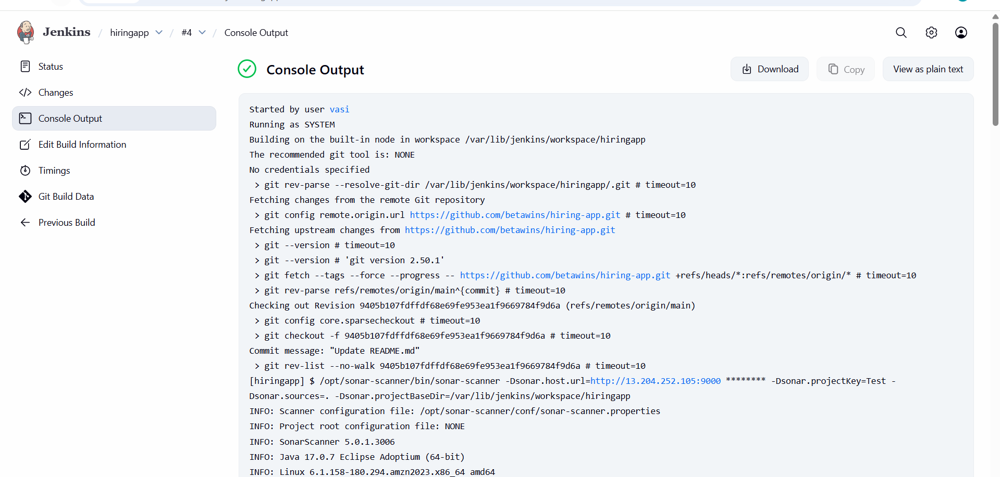 Jenkins / hiringapp / #4 / Console Output
Status
Changes
Console Output
Edit Build Information
Timings
Git Build Data
Previous Build
Console Output
Download
Copy
View as plain text
Started by user vasi
Running as SYSTEM
Building on the built-in node in workspace /var/lib/jenkins/workspace/hiringapp
The recommended git tool is: NONE
No credentials specified
> git rev-parse --resolve-git-dir /var/lib/jenkins/workspace/hiringapp/.git # timeout=10
Fetching changes from the remote Git repository
> git config remote.origin.url https://github.com/betawins/hiring-app.git # timeout=10
Fetching upstream changes from https://github.com/betawins/hiring-app.git
> git --version # timeout=10
> git --version # 'git version 2.50.1'
> git fetch --tags --force --progress -- https://github.com/betawins/hiring-app.git +refs/heads/*:refs/remotes/origin/* # timeout=10
> git rev-parse refs/remotes/origin/main^{commit} # timeout=10
Checking out Revision 9405b107fdffdf68e69fe953ea1f9669784f9d6a (refs/remotes/origin/main)
> git config core.sparsecheckout # timeout=10
> git checkout -f 9405b107fdffdf68e69fe953ea1f9669784f9d6a # timeout=10
Commit message: "Update README.md"
> git rev-list --no-walk 9405b107fdffdf68e69fe953ea1f9669784f9d6a # timeout=10
[hiringapp] $ /opt/sonar-scanner/bin/sonar-scanner -Dsonar.host.url=http://13.204.252.105:9000 ******** -Dsonar.projectKey=Test -
Dsonar.sources=. -Dsonar.projectBaseDir=/var/lib/jenkins/workspace/hiringapp
INFO: Scanner configuration file: /opt/sonar-scanner/conf/sonar-scanner.properties
INFO: Project root configuration file: NONE
INFO: SonarScanner 5.0.1.3006
INFO: Java 17.0.7 Eclipse Adoptium (64-bit)
INFO: Linux 6.1.158-180.294.amzn2023.x86_64 amd64